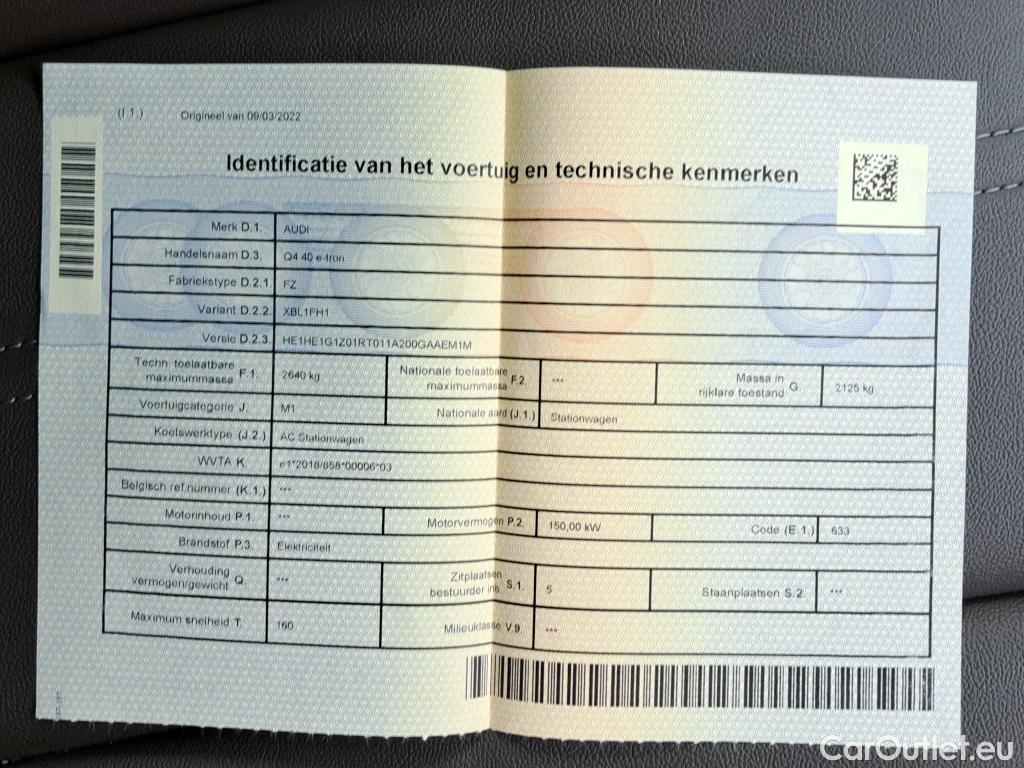 (I 1.) Origineel van 09/03/2022
Identificatie van het voertuig en technische kenmerken
Merk D.1. AUDI
Handelsnaam D.3. Q4 40 e-tron
Fabriekstype D.2.1. FZ
Variant D.2.2. XBL1FH1
Versie D.2.3. HE1HE1G1Z01RT011A200GAAEM1M
Techn. toelaatbare
maximummassa F.1. 2640 kg
Nationale toelaatbare
maximummassa F.2. ***
Massa in
rijklare toestand G. 2125 kg
Voertuigcategorie J. M1 Nationale aard (J.1.) Stationwagen
Koetswerktype (J.2.) AC Stationwagen
WVTA K. e1*2018/858*00006*03
Belgisch ref.nummer (K.1.) ***
Motorinhoud P.1. *** Motorvermogen P.2. 150,00 kW Code (E.1.) 633
Brandstof P.3. Elektriciteit
Verhouding
vermogen/gewicht Q. ***
Zitplaatsen
bestuurder inb. S.1. 5
Staanplaatsen S.2. ***
Maximum snelheid T. 160 Milieuklasse V.9. ***
CarOutlet.eu